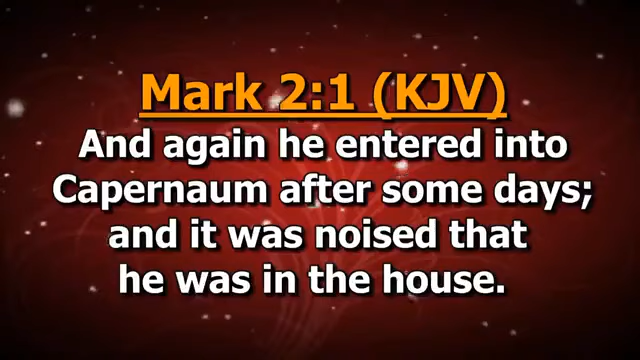 Mark 2:1 (KJV)
And again he entered into
Capernaum after some days;
and it was noised that
he was in the house.